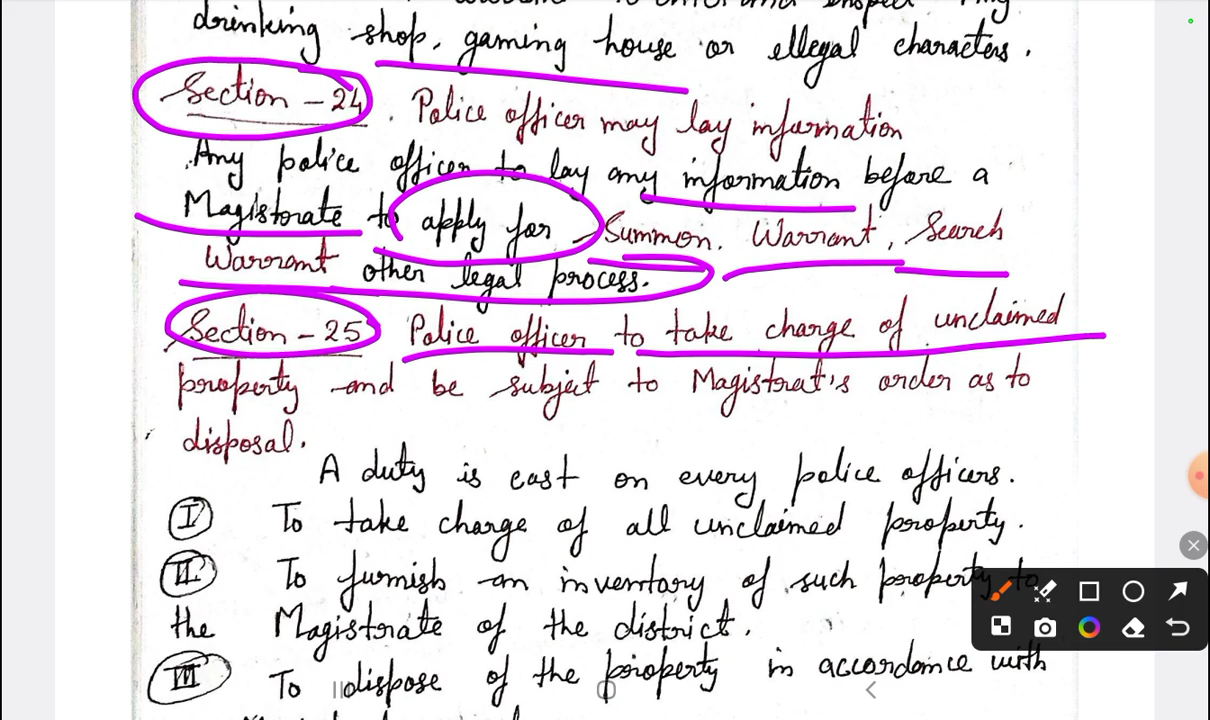 drinking shop, gaming house or ellegal characters.
Section - 24. Police officer may lay information
Any police officer to lay any information before a
Magistrate to apply for - Summon. Warrant, Search
Warrant other legal process.
Section - 25 Police officer to take charge of unclaimed
property and be subject to Magistrat's order as to
disposal.
A duty is cast on every police officers.
I To take charge of all unclaimed property.
II To furnish an inventory of such property to
the Magistrate of the district.
III To dispose of the property in accordance with